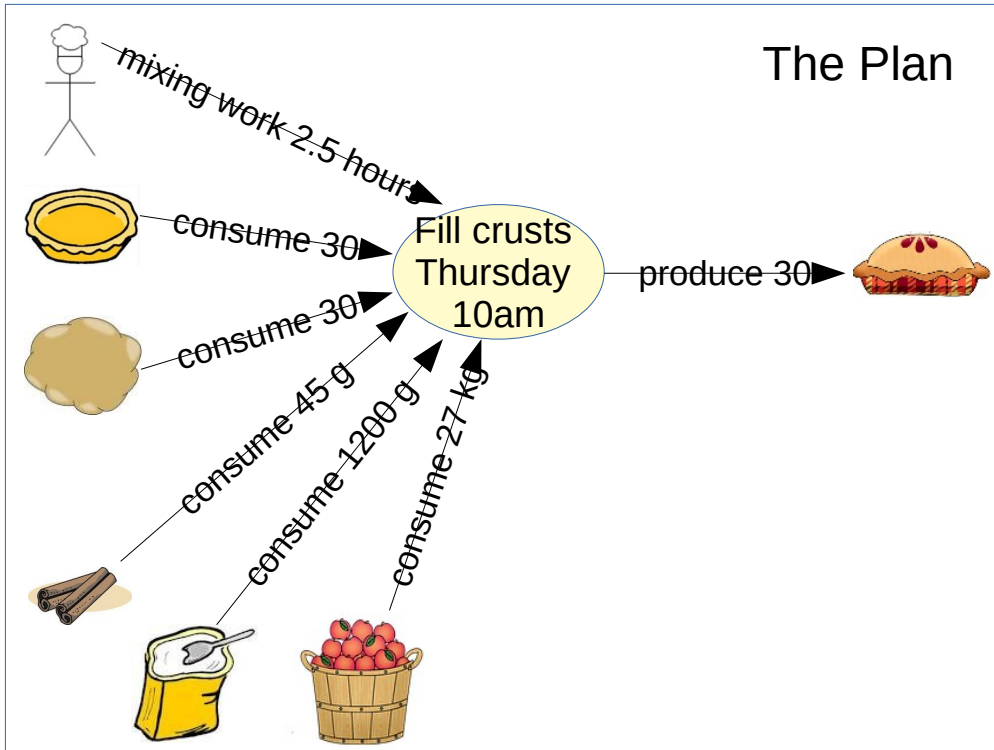 The Plan
mixing work 2.5 hours
consume 30
Fill crusts
Thursday
10am
produce 30
consume 30
consume 45 g
consume 1200 g
consume 27 kg